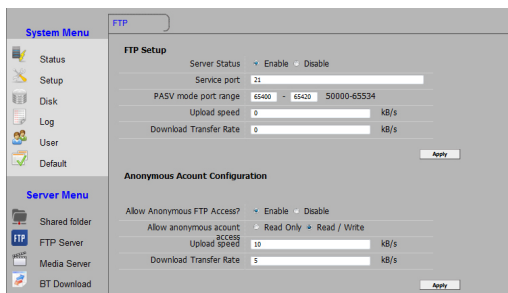 System Menu
Status
Setup
Disk
Log
User
Default
Server Menu
Shared folder
FTP
FTP Server
Media Server
BT Download
FTP
FTP Setup
Server Status Enable Disable
Service port 21
PASV mode port range 65400 - 65420 50000-65534
Upload speed 0 kB/s
Download Transfer Rate 0 kB/s
Apply
Anonymous Acount Configuration
Allow Anonymous FTP Access? Enable Disable
Allow anonymous acount access Read Only Read / Write
Upload speed 10 kB/s
Download Transfer Rate 5 kB/s
Apply